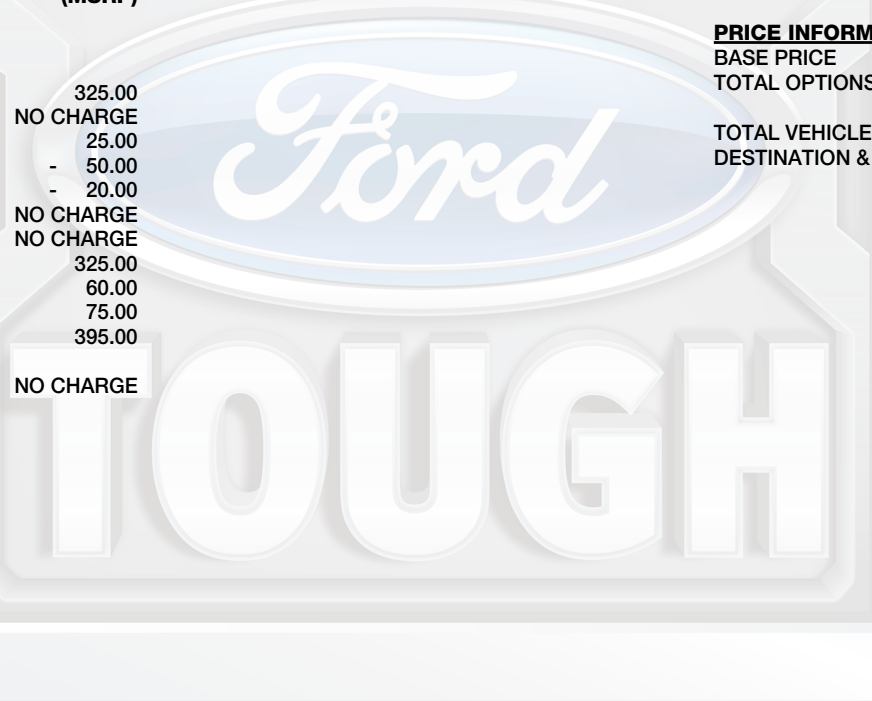 (MSRP)
325.00
NO CHARGE
25.00
- 50.00
- 20.00
NO CHARGE
NO CHARGE
325.00
60.00
75.00
395.00
NO CHARGE
PRICE INFORM
BASE PRICE
TOTAL OPTIONS
TOTAL VEHICLE
DESTINATION &
Ford
TOUGH